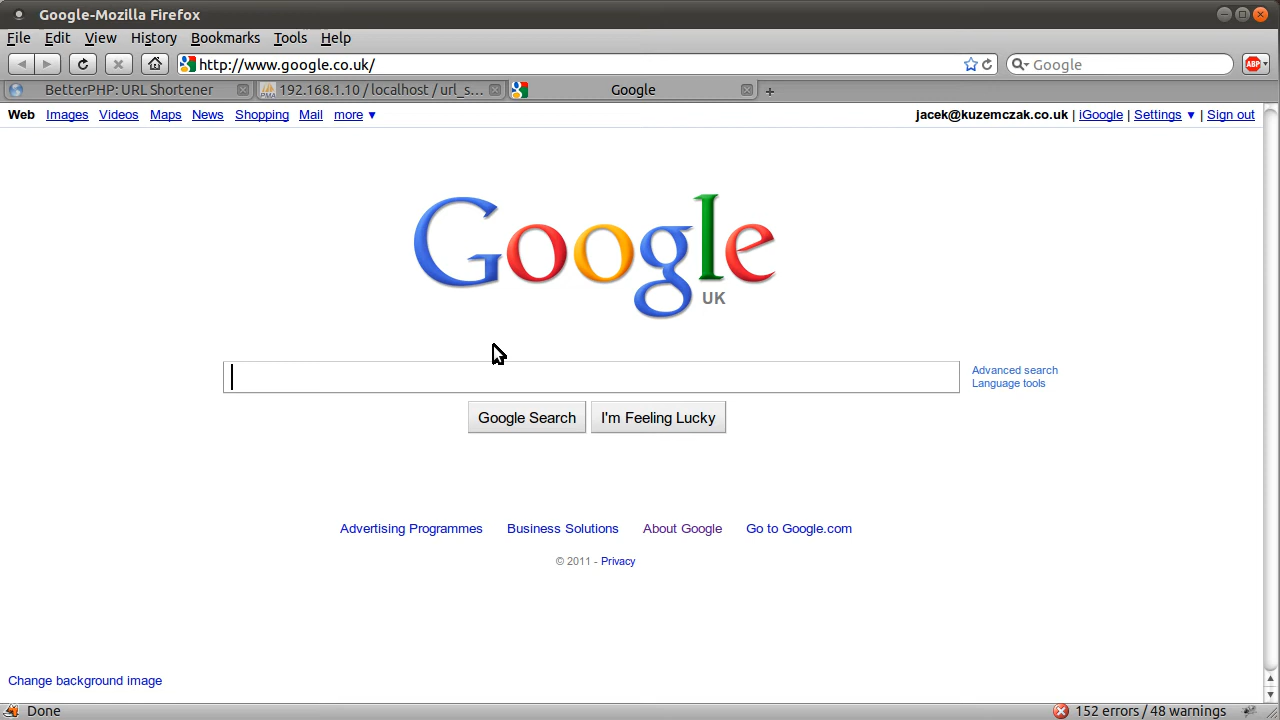 Google-Mozilla Firefox
File Edit View History Bookmarks Tools Help
http://www.google.co.uk/ Google ABP
BetterPHP: URL Shortener PMA 192.168.1.10 / localhost / url_s... Google
Web Images Videos Maps News Shopping Mail more ▼ jacek@kuzemczak.co.uk | iGoogle | Settings ▼ | Sign out
Google
UK
Advanced search
Language tools
Google Search I'm Feeling Lucky
Advertising Programmes Business Solutions About Google Go to Google.com
© 2011 - Privacy
Change background image
Done 152 errors / 48 warnings